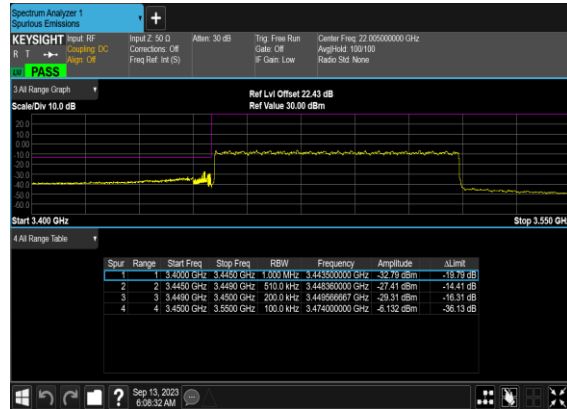 Spectrum Analyzer 1
Spurious Emissions
+
KEYSIGHT Input: RF Input Z: 50 Ω Atten: 30 dB Trig: Free Run Center Freq: 22.005000000 GHz
R T Coupling: DC Corrections: Off Gate: Off Avg|Hold: 100/100
Align: Off Freq Ref: Int (S) IF Gain: Low Radio Std: None
LW PASS
3 All Range Graph
Ref Lvl Offset 22.43 dB
Scale/Div 10.0 dB Ref Value 30.00 dBm
20.0
10.0
0.00
-10.0
-20.0
-30.0
-40.0
-50.0
-60.0
Start 3.400 GHz Stop 3.550 GHz
4 All Range Table
Spur Range Start Freq Stop Freq RBW Frequency Amplitude ΔLimit
1 1 3.4000 GHz 3.4450 GHz 1.000 MHz 3.443500000 GHz -32.79 dBm -19.79 dB
2 2 3.4450 GHz 3.4490 GHz 510.0 kHz 3.448360000 GHz -27.41 dBm -14.41 dB
3 3 3.4490 GHz 3.4500 GHz 200.0 kHz 3.449566667 GHz -29.31 dBm -16.31 dB
4 4 3.4500 GHz 3.5500 GHz 100.0 kHz 3.474000000 GHz -6.132 dBm -36.13 dB
? Sep 13, 2023
6:08:32 AM